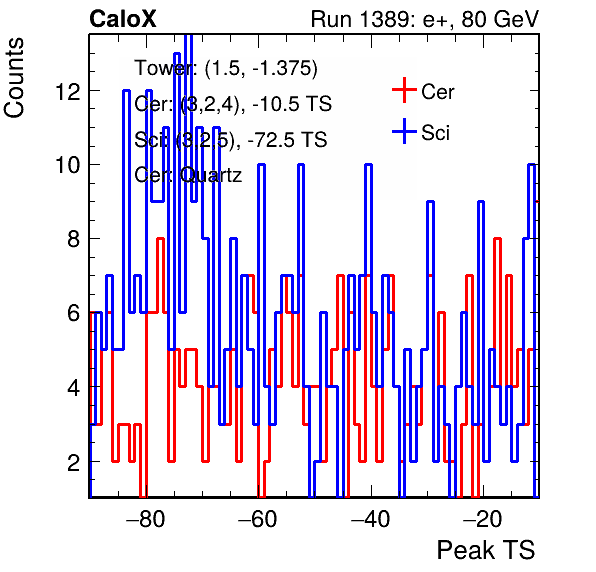 CaloX Run 1389: e+, 80 GeV
Counts
Tower: (1.5, -1.375)
Cer: (3,2,4), -10.5 TS
Sci: (3,2,5), -72.5 TS
Cer: Quartz
Cer
Sci
12
10
8
6
4
2
−80 −60 −40 −20
Peak TS